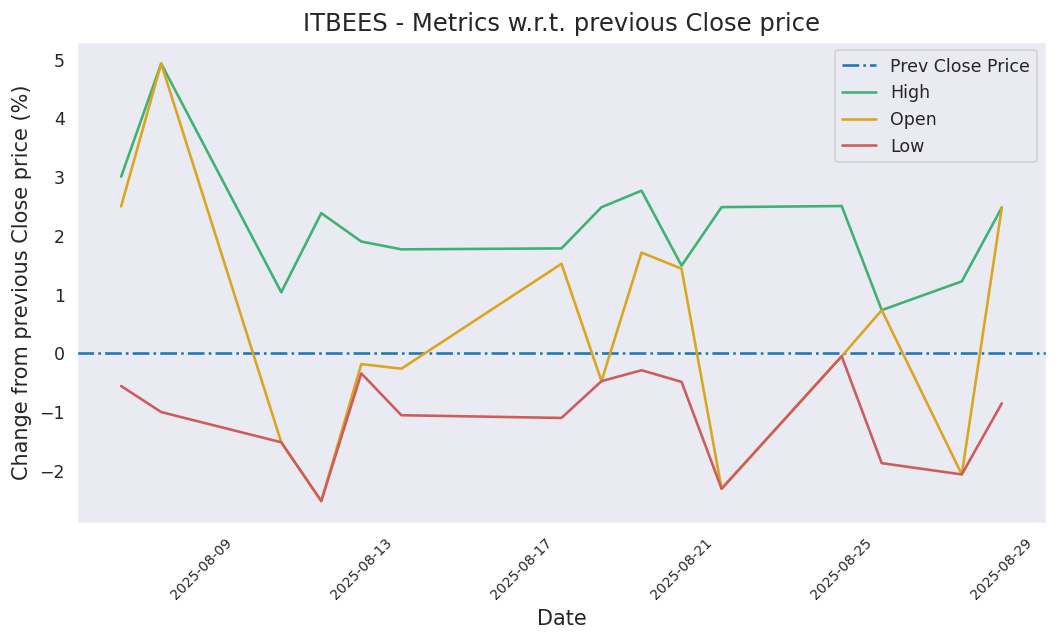 ITBEES - Metrics w.r.t. previous Close price
Prev Close Price
High
Open
Low
Change from previous Close price (%)
5
4
3
2
1
0
−1
−2
2025-08-09
2025-08-13
2025-08-17
2025-08-21
2025-08-25
2025-08-29
Date